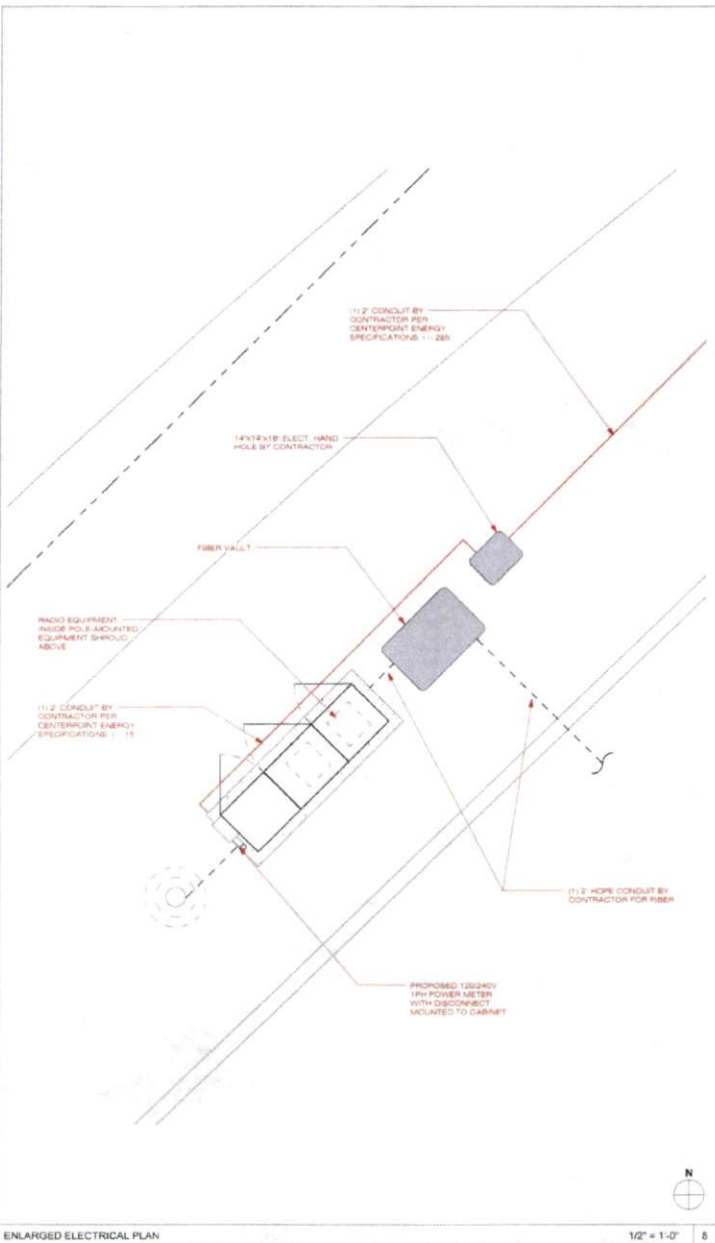 (1) 2" CONDUIT BY
CONTRACTOR PER
CENTERPOINT ENERGY
SPECIFICATIONS
14"X14"X18" ELECT. HAND
HOLE BY CONTRACTOR
FIBER VAULT
RADIO EQUIPMENT
INSIDE POLE-MOUNTED
EQUIPMENT SHROUD
ABOVE
(1) 2" CONDUIT BY
CONTRACTOR PER
CENTERPOINT ENERGY
SPECIFICATIONS
(1) 2" HDPE CONDUIT BY
CONTRACTOR FOR FIBER
PROPOSED 120/240V
1PH POWER METER
WITH DISCONNECT
MOUNTED TO CABINET
N
ENLARGED ELECTRICAL PLAN
1/2" = 1'-0"
8